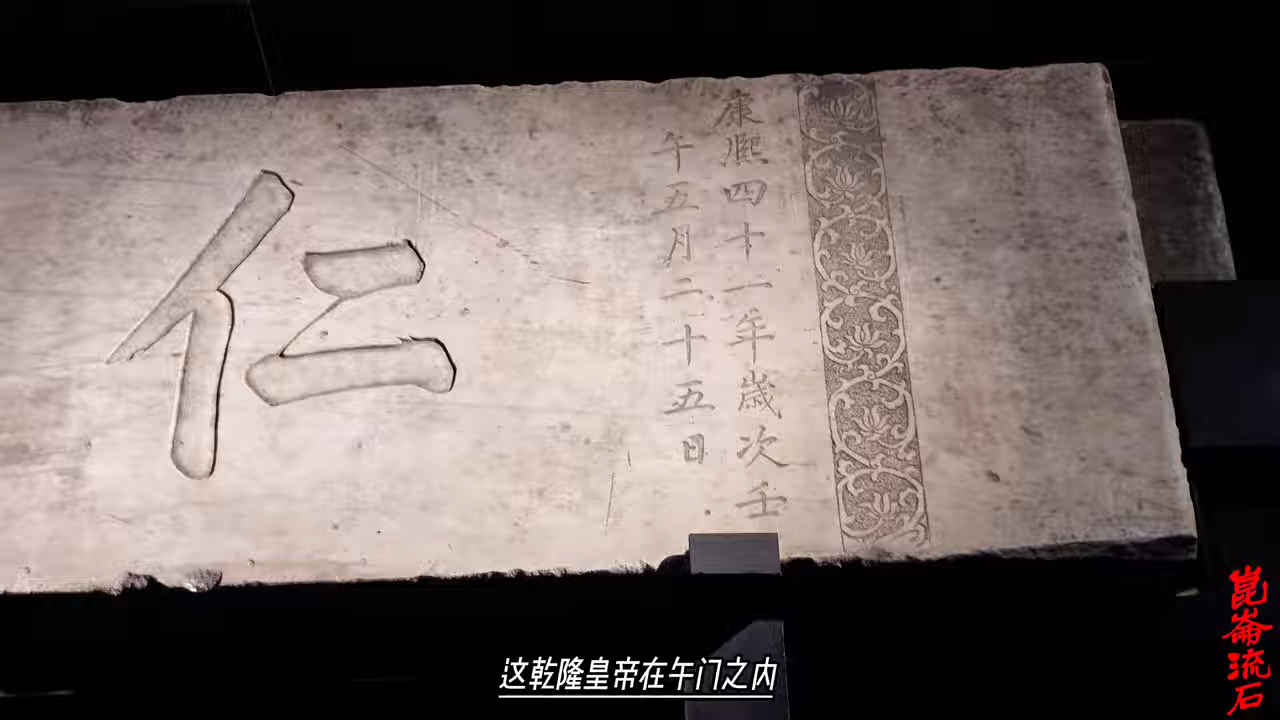 康熙四十一年歲次壬
午五月二十五日
仁
这乾隆皇帝在午门之内
崑崙流石